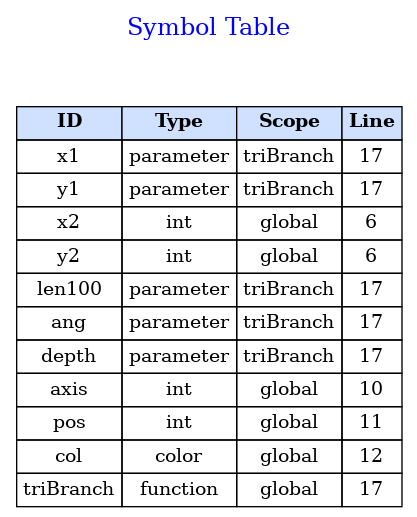 Symbol Table
ID Type Scope Line
x1 parameter triBranch 17
y1 parameter triBranch 17
x2 int global 6
y2 int global 6
len100 parameter triBranch 17
ang parameter triBranch 17
depth parameter triBranch 17
axis int global 10
pos int global 11
col color global 12
triBranch function global 17